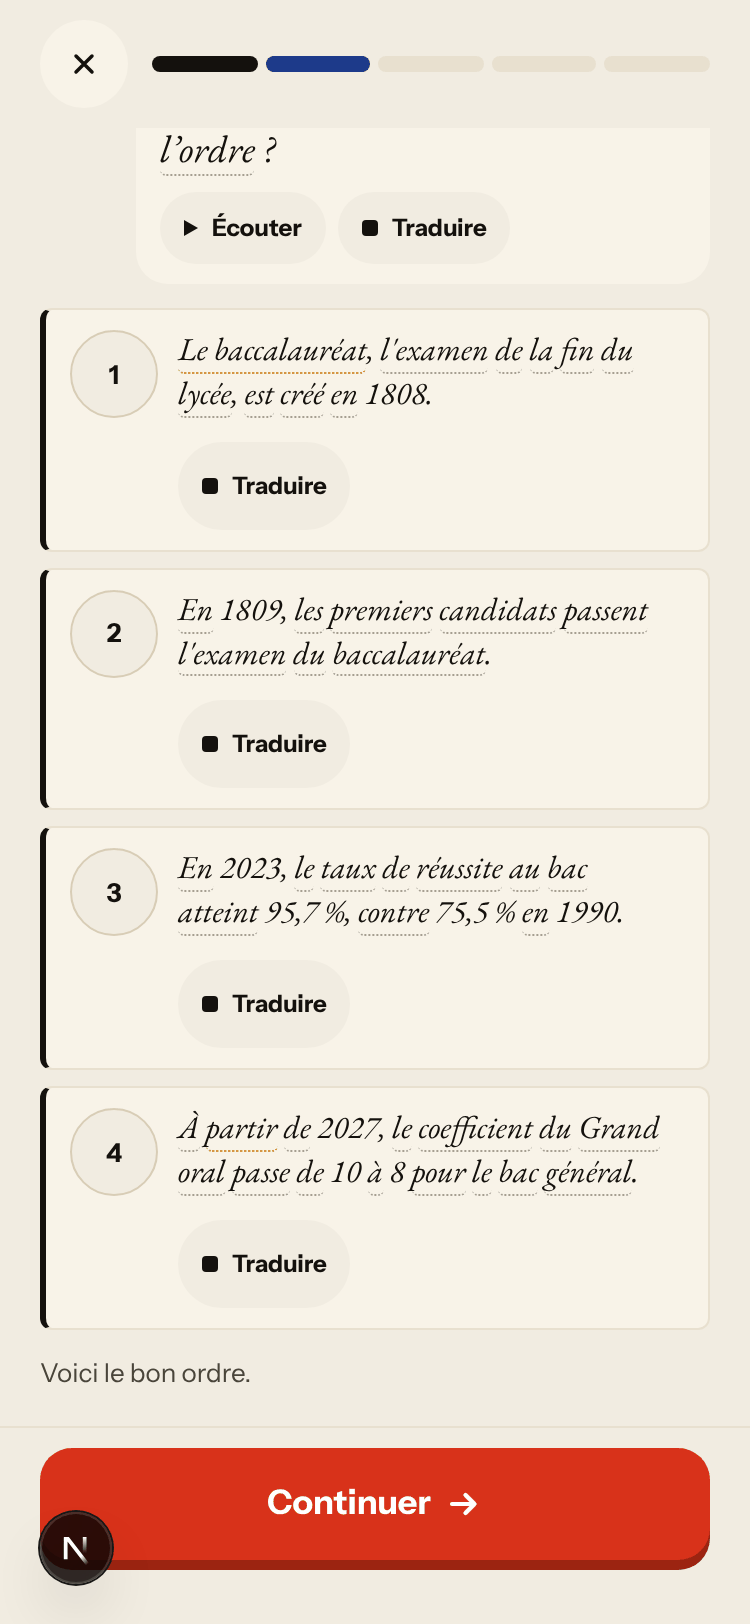 l’ordre ?
Écouter
Traduire
1
Le baccalauréat, l'examen de la fin du
lycée, est créé en 1808.
Traduire
2
En 1809, les premiers candidats passent
l'examen du baccalauréat.
Traduire
3
En 2023, le taux de réussite au bac
atteint 95,7 %, contre 75,5 % en 1990.
Traduire
4
À partir de 2027, le coefficient du Grand
oral passe de 10 à 8 pour le bac général.
Traduire
Voici le bon ordre.
Continuer →
N